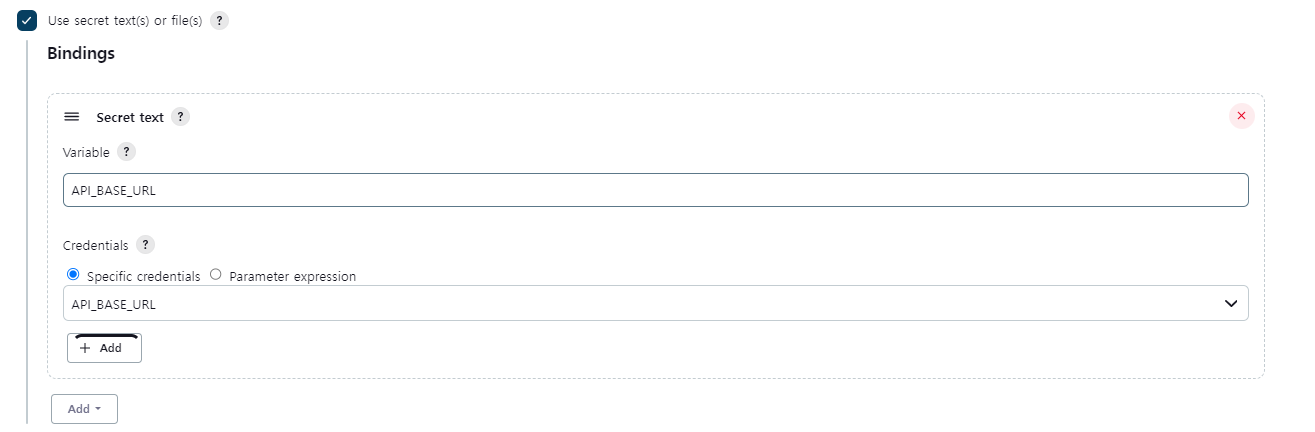 Use secret text(s) or file(s) ?
Bindings
Secret text ?
Variable ?
API_BASE_URL
Credentials ?
Specific credentials Parameter expression
API_BASE_URL
+ Add
Add